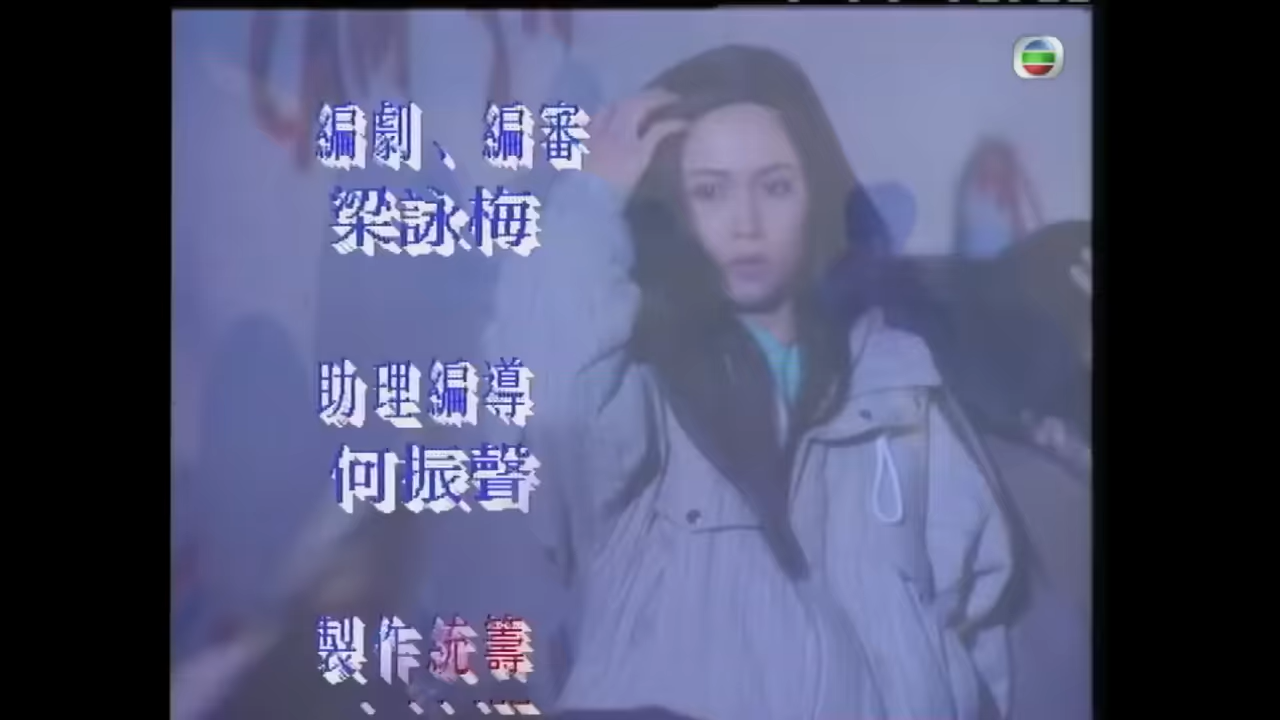 編劇、編審
梁詠梅
助理編導
何振聲
製作統籌